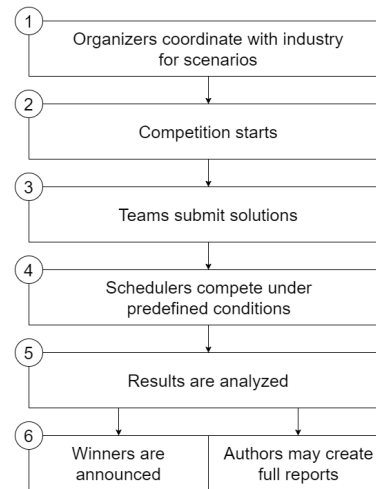 1
Organizers coordinate with industry
for scenarios
2
Competition starts
3
Teams submit solutions
4
Schedulers compete under
predefined conditions
5
Results are analyzed
6
Winners are
announced
Authors may create
full reports